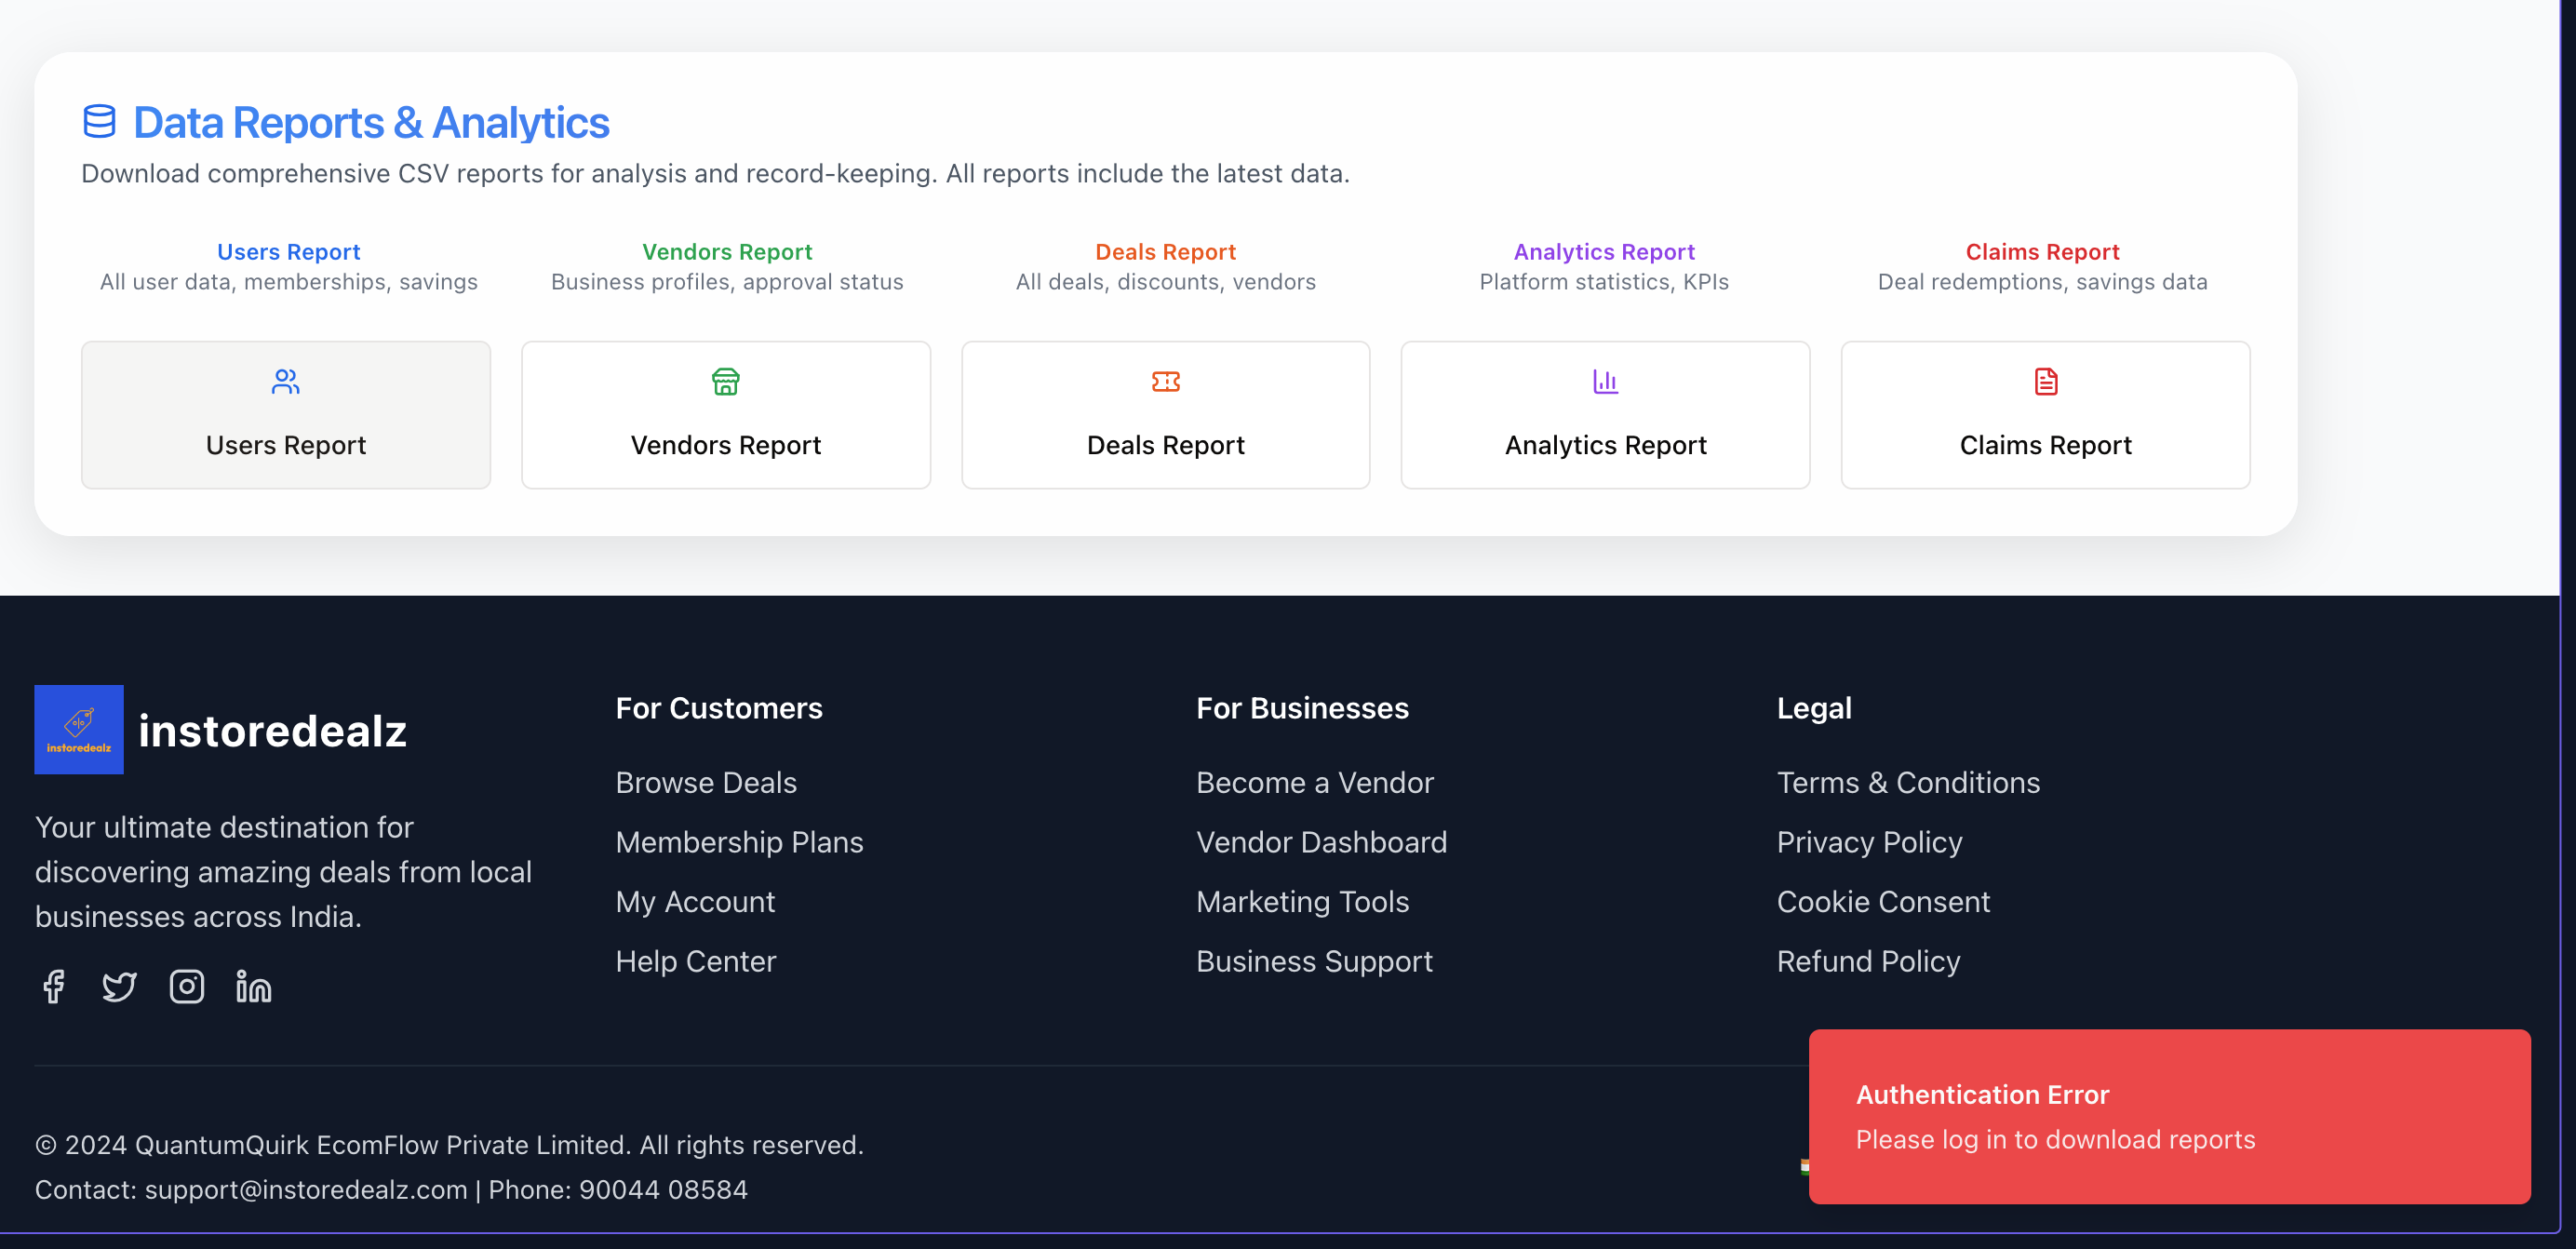 Data Reports & Analytics
Download comprehensive CSV reports for analysis and record-keeping. All reports include the latest data.
Users Report
All user data, memberships, savings
Vendors Report
Business profiles, approval status
Deals Report
All deals, discounts, vendors
Analytics Report
Platform statistics, KPIs
Claims Report
Deal redemptions, savings data
Users Report
Vendors Report
Deals Report
Analytics Report
Claims Report
instoredealz
instoredealz
Your ultimate destination for
discovering amazing deals from local
businesses across India.
For Customers
Browse Deals
Membership Plans
My Account
Help Center
For Businesses
Become a Vendor
Vendor Dashboard
Marketing Tools
Business Support
Legal
Terms & Conditions
Privacy Policy
Cookie Consent
Refund Policy
© 2024 QuantumQuirk EcomFlow Private Limited. All rights reserved.
Contact: support@instoredealz.com | Phone: 90044 08584
Authentication Error
Please log in to download reports